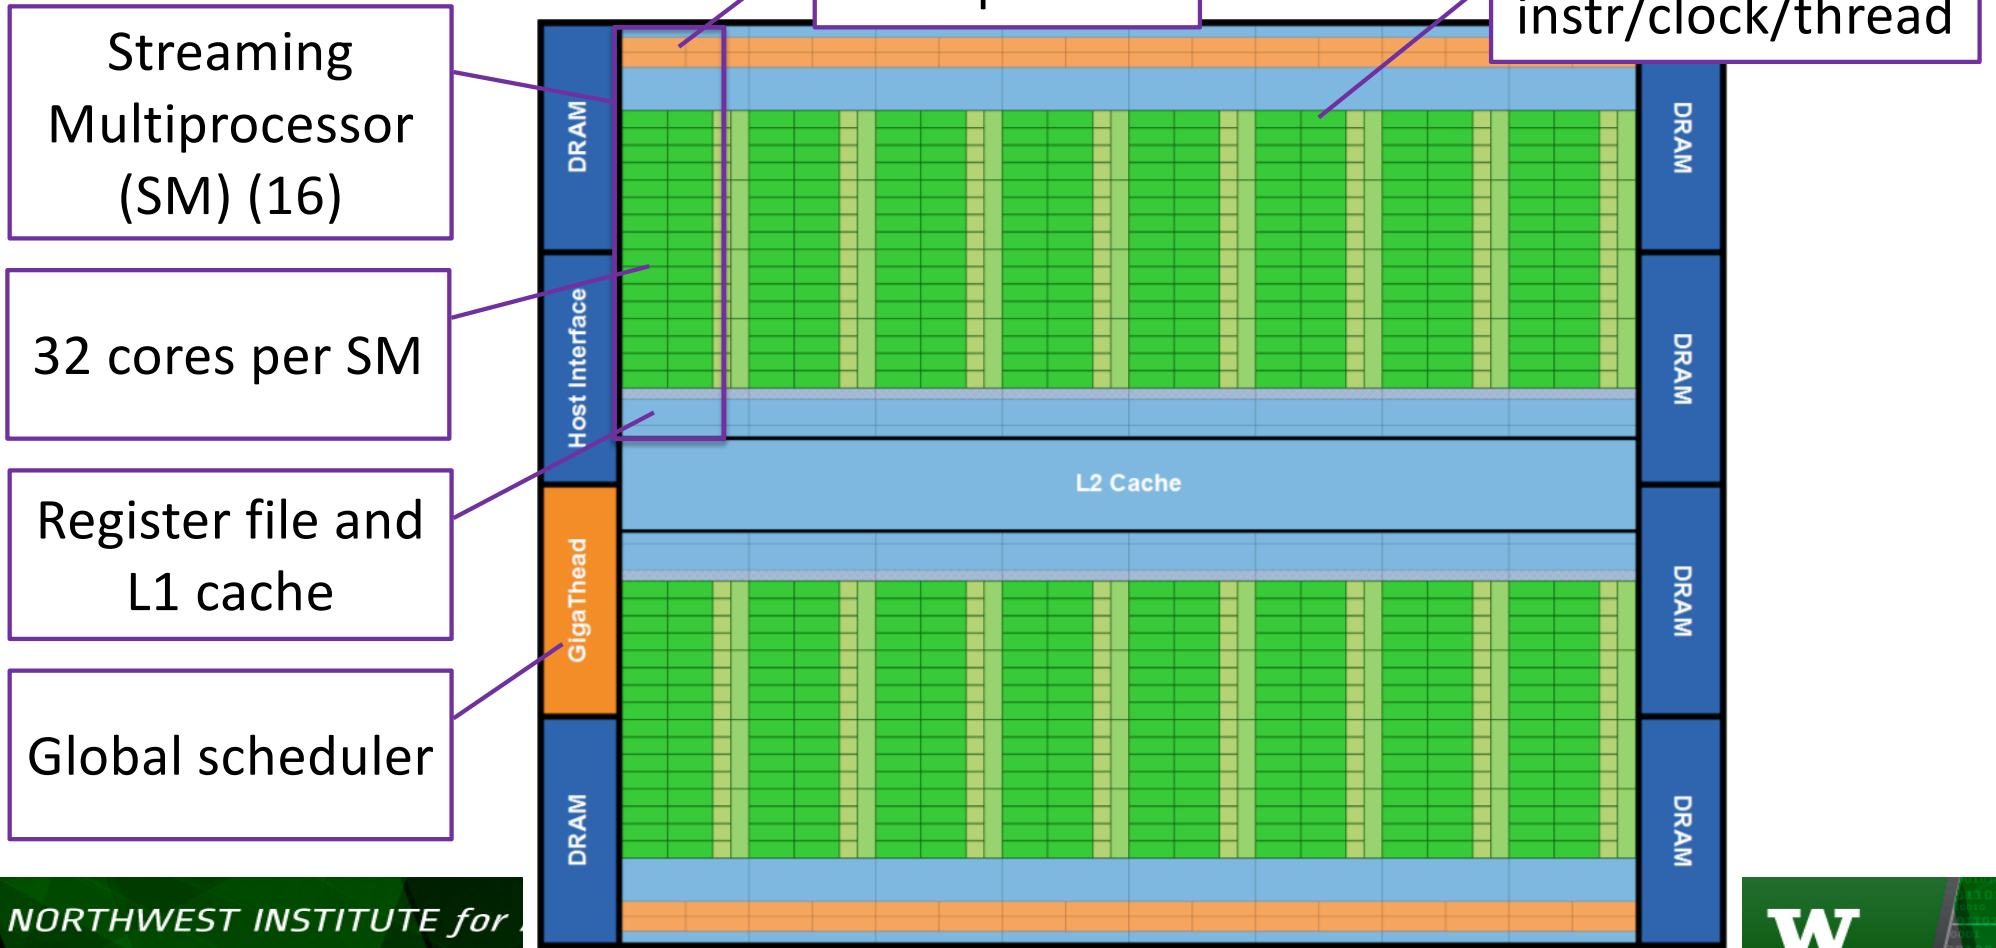 instr/clock/thread
Streaming
Multiprocessor
(SM) (16)
32 cores per SM
Register file and
L1 cache
Global scheduler
DRAM
Host Interface
GigaThead
DRAM
L2 Cache
DRAM
DRAM
DRAM
DRAM
NORTHWEST INSTITUTE for
W